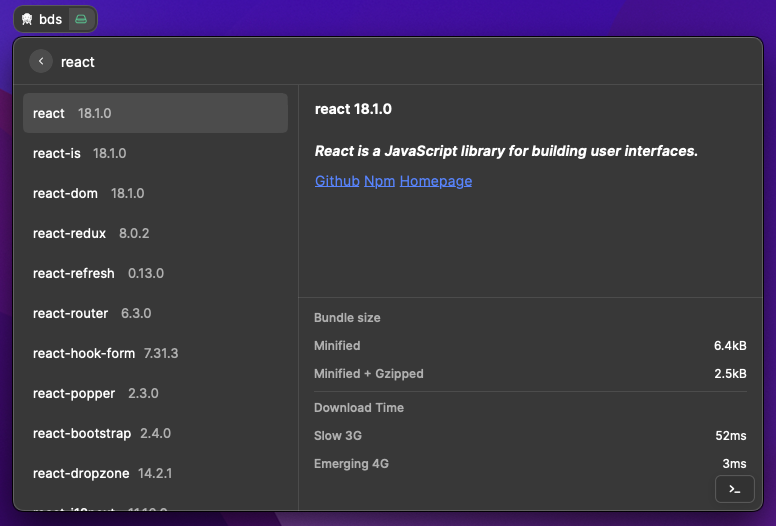 bds
react
react 18.1.0
react-is 18.1.0
react-dom 18.1.0
react-redux 8.0.2
react-refresh 0.13.0
react-router 6.3.0
react-hook-form 7.31.3
react-popper 2.3.0
react-bootstrap 2.4.0
react-dropzone 14.2.1
react 18.1.0
React is a JavaScript library for building user interfaces.
Github Npm Homepage
Bundle size
Minified 6.4kB
Minified + Gzipped 2.5kB
Download Time
Slow 3G 52ms
Emerging 4G 3ms